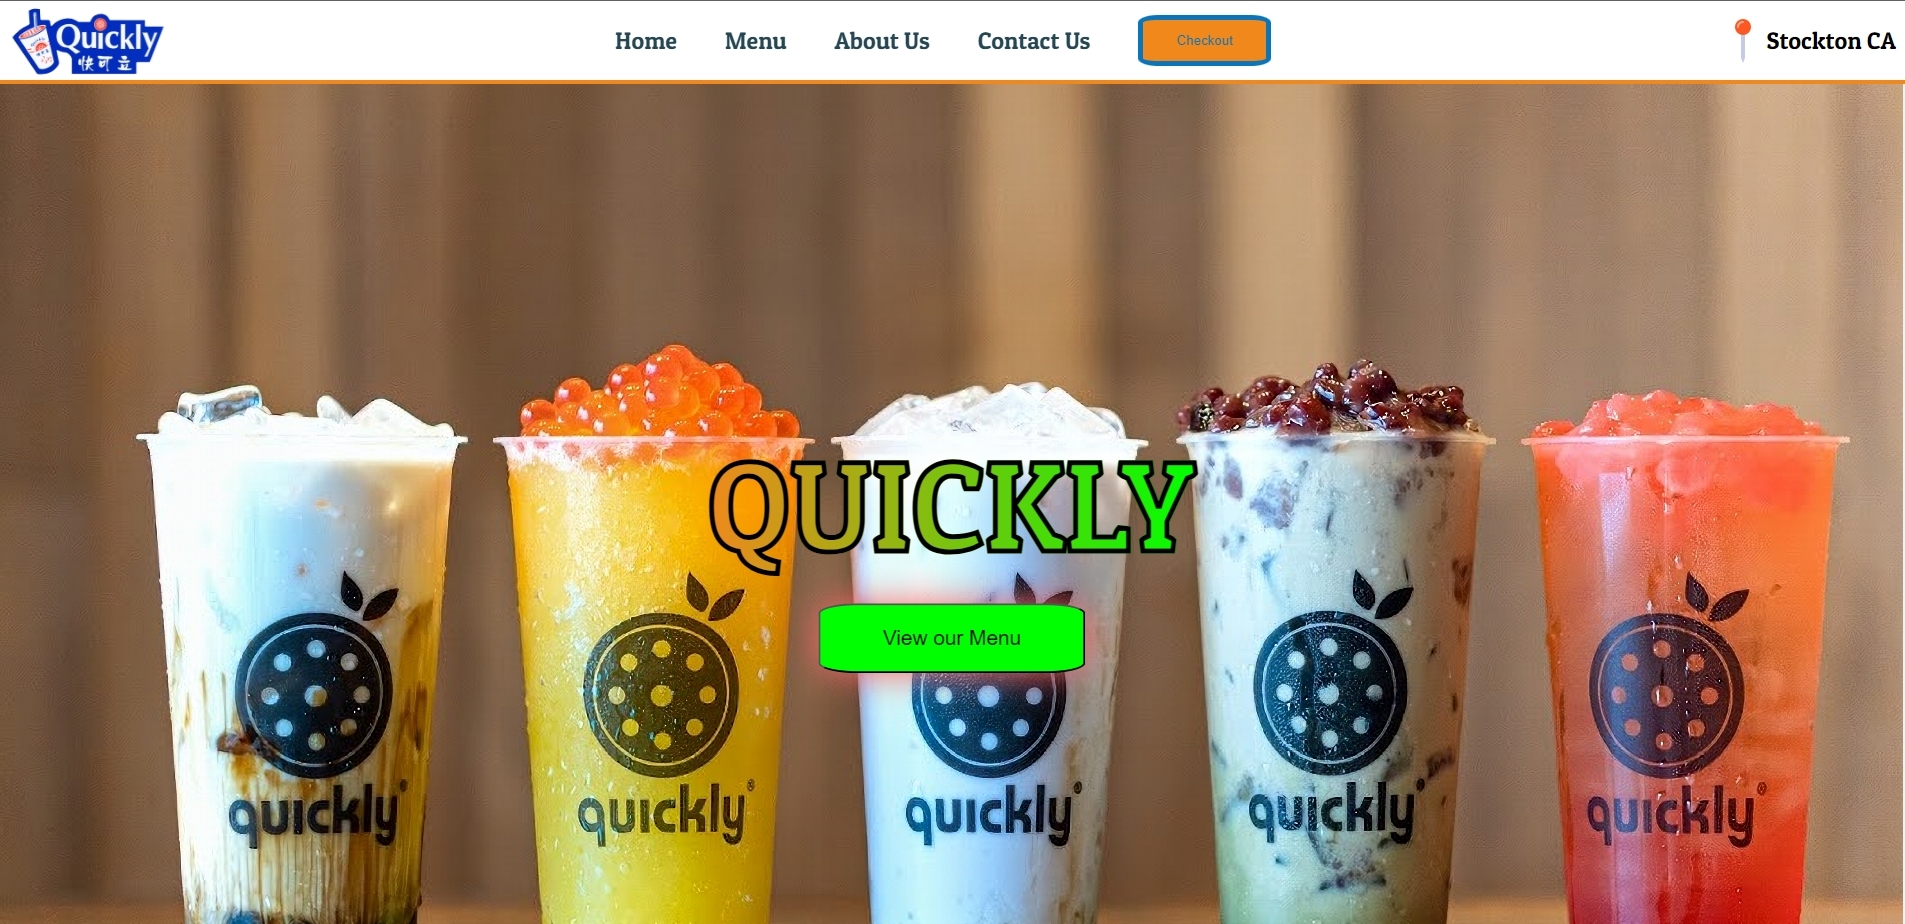 Quickly
快可立
Home
Menu
About Us
Contact Us
Checkout
Stockton CA
QUICKLY
View our Menu
quickly®
quickly®
quickly®
quickly®
quickly®